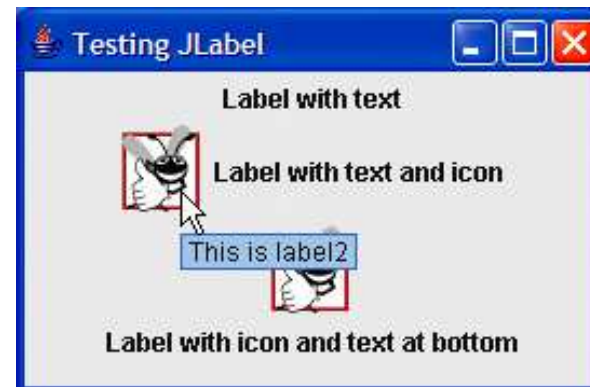 Testing JLabel
Label with text
Label with text and icon
This is label2
Label with icon and text at bottom